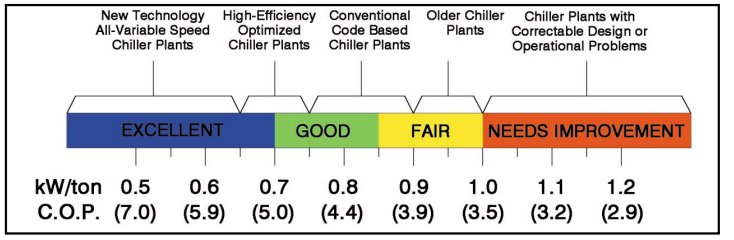 New Technology
All-Variable Speed
Chiller Plants
High-Efficiency
Optimized
Chiller Plants
Conventional
Code Based
Chiller Plants
Older Chiller
Plants
Chiller Plants with
Correctable Design or
Operational Problems
EXCELLENT GOOD FAIR NEEDS IMPROVEMENT
kW/ton 0.5 0.6 0.7 0.8 0.9 1.0 1.1 1.2
C.O.P. (7.0) (5.9) (5.0) (4.4) (3.9) (3.5) (3.2) (2.9)